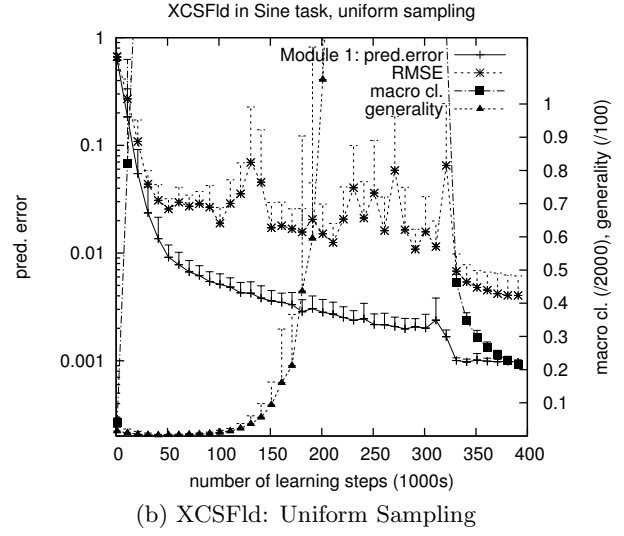 XCSFld in Sine task, uniform sampling
Module 1: pred.error
RMSE
macro cl.
generality
1
0.1
0.01
0.001
pred. error
1
0.9
0.8
0.7
0.6
0.5
0.4
0.3
0.2
0.1
macro cl. (/2000), generality (/100)
0 50 100 150 200 250 300 350 400
number of learning steps (1000s)
(b) XCSFld: Uniform Sampling